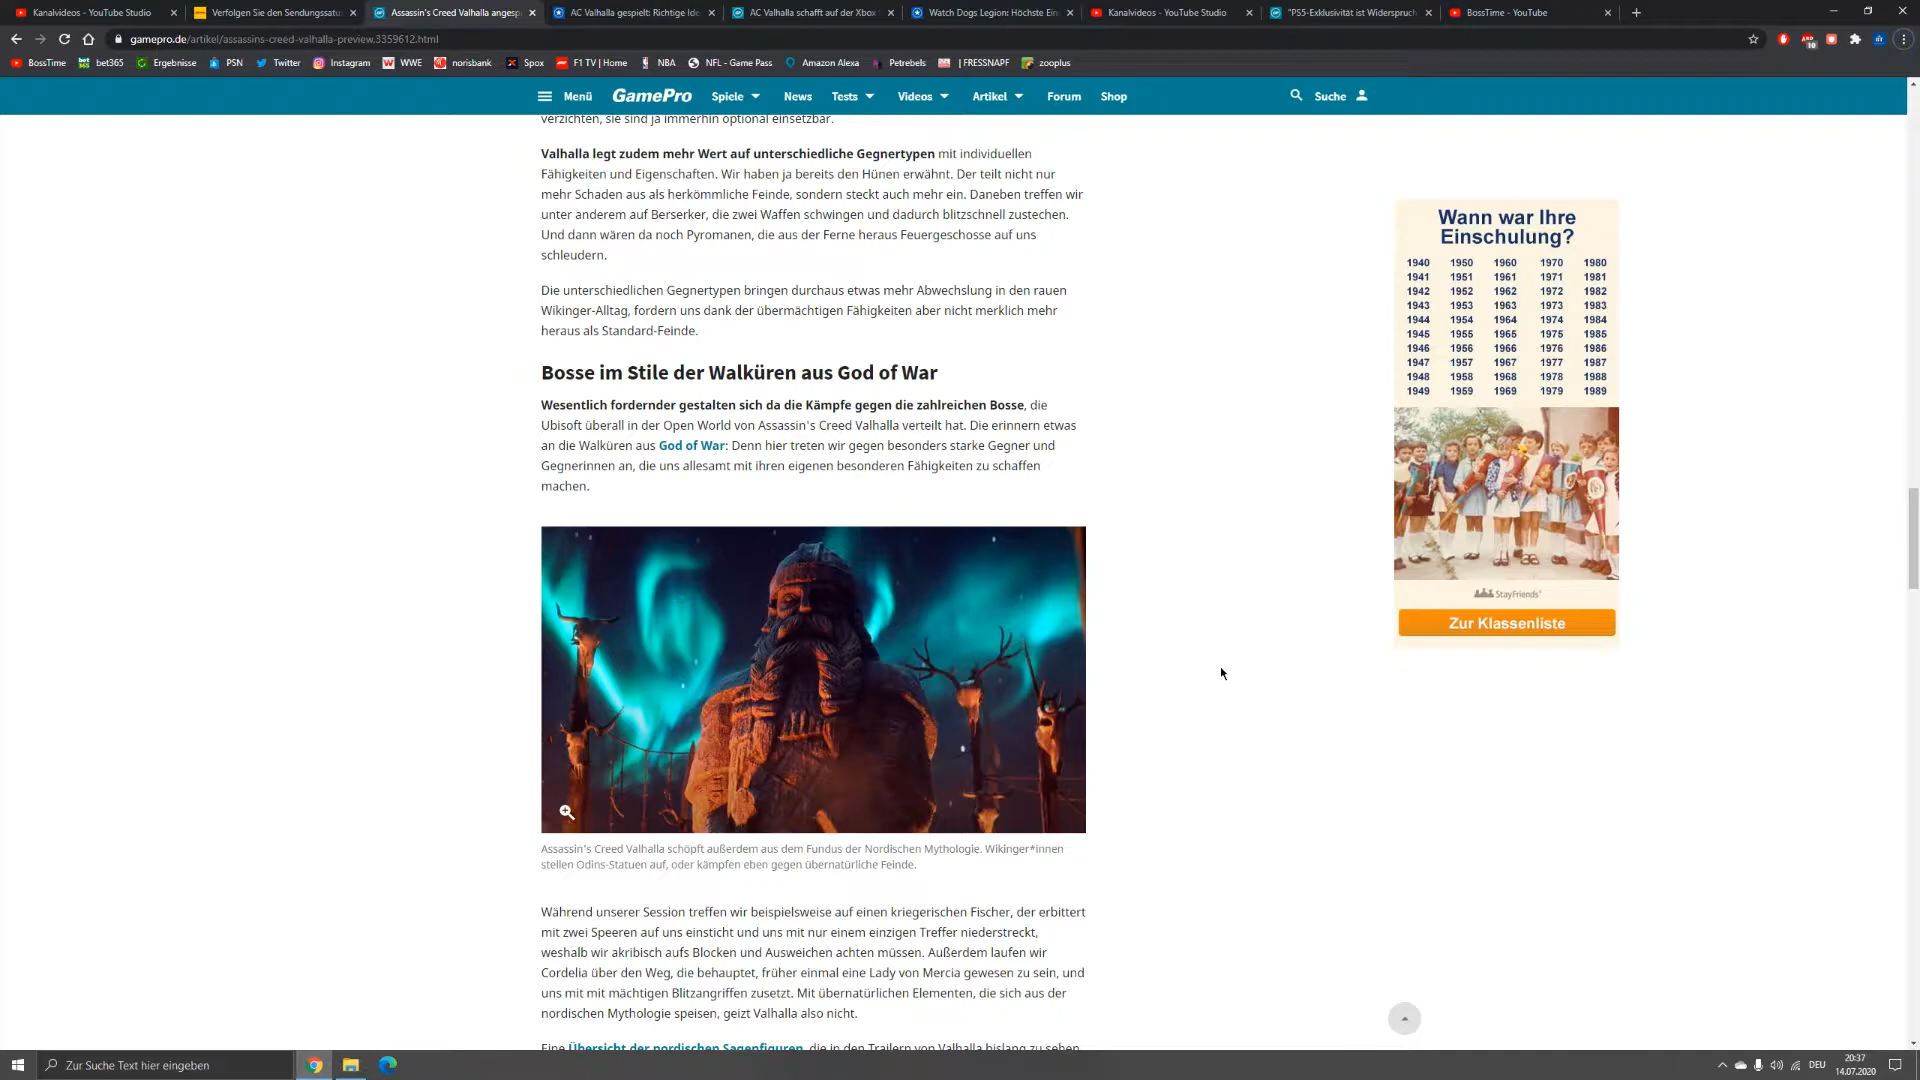 Kanalvideos - YouTube Studio
Verfolgen Sie den Sendungsstatu
Assassin's Creed Valhalla angesp
AC Valhalla gespielt: Richtige Ide
AC Valhalla schafft auf der Xbox
Watch Dogs Legion: Höchste Ein
Kanalvideos - YouTube Studio
"PS5-Exklusivität ist Widerspruch
BossTime - YouTube
gamepro.de/artikel/assassins-creed-valhalla-preview,3359612.html
BossTime
bet365
Ergebnisse
PSN
Twitter
Instagram
WWE
norisbank
Spox
F1 TV | Home
NBA
NFL - Game Pass
Amazon Alexa
Petrebels
| FRESSNAPF
zooplus
Menü
GamePro
Spiele
News
Tests
Videos
Artikel
Forum
Shop
Suche
verzichten, sie sind ja immerhin optional einsetzbar.
Valhalla legt zudem mehr Wert auf unterschiedliche Gegnertypen mit individuellen
Fähigkeiten und Eigenschaften. Wir haben ja bereits den Hünen erwähnt. Der teilt nicht nur
mehr Schaden aus als herkömmliche Feinde, sondern steckt auch mehr ein. Daneben treffen wir
unter anderem auf Berserker, die zwei Waffen schwingen und dadurch blitzschnell zustechen.
Und dann wären da noch Pyromanen, die aus der Ferne heraus Feuergeschosse auf uns
schleudern.
Die unterschiedlichen Gegnertypen bringen durchaus etwas mehr Abwechslung in den rauen
Wikinger-Alltag, fordern uns dank der übermächtigen Fähigkeiten aber nicht merklich mehr
heraus als Standard-Feinde.
Bosse im Stile der Walküren aus God of War
Wesentlich fordernder gestalten sich da die Kämpfe gegen die zahlreichen Bosse, die
Ubisoft überall in der Open World von Assassin's Creed Valhalla verteilt hat. Die erinnern etwas
an die Walküren aus God of War: Denn hier treten wir gegen besonders starke Gegner und
Gegnerinnen an, die uns allesamt mit ihren eigenen besonderen Fähigkeiten zu schaffen
machen.
Assassin's Creed Valhalla schöpft außerdem aus dem Fundus der Nordischen Mythologie. Wikinger*innen
stellen Odins-Statuen auf, oder kämpfen eben gegen übernatürliche Feinde.
Während unserer Session treffen wir beispielsweise auf einen kriegerischen Fischer, der erbittert
mit zwei Speeren auf uns einsticht und uns mit nur einem einzigen Treffer niederstreckt,
weshalb wir akribisch aufs Blocken und Ausweichen achten müssen. Außerdem laufen wir
Cordelia über den Weg, die behauptet, früher einmal eine Lady von Mercia gewesen zu sein, und
uns mit mit mächtigen Blitzangriffen zusetzt. Mit übernatürlichen Elementen, die sich aus der
nordischen Mythologie speisen, geizt Valhalla also nicht.
Eine Übersicht der nordischen Sagenfiguren, die in den Trailern von Valhalla bislang zu sehen
Wann war Ihre
Einschulung?
1940 1950 1960 1970 1980
1941 1951 1961 1971 1981
1942 1952 1962 1972 1982
1943 1953 1963 1973 1983
1944 1954 1964 1974 1984
1945 1955 1965 1975 1985
1946 1956 1966 1976 1986
1947 1957 1967 1977 1987
1948 1958 1968 1978 1988
1949 1959 1969 1979 1989
StayFriends
Zur Klassenliste
Zur Suche Text hier eingeben
DEU
20:37
14.07.2020